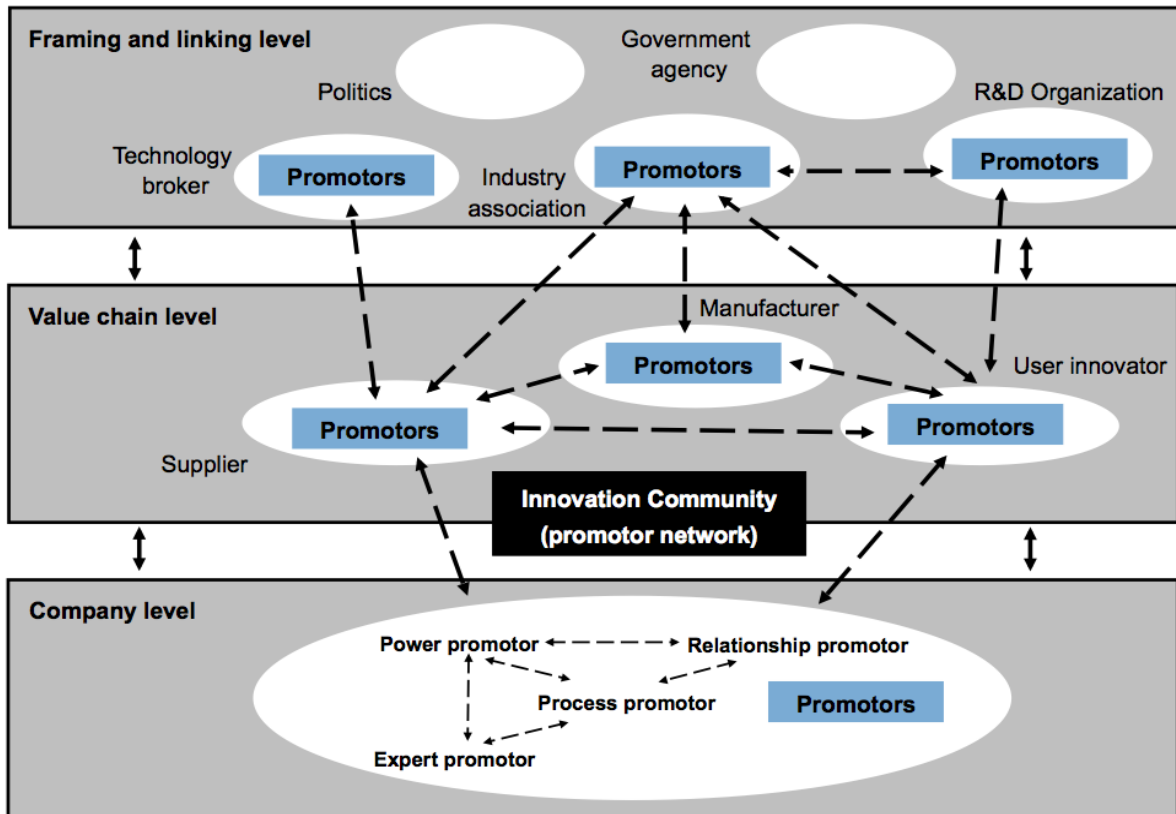 Framing and linking level
Government
agency
Politics
R&D Organization
Technology
broker
Promotors
Industry
association
Promotors
Promotors
Value chain level
Manufacturer
Promotors
User innovator
Promotors
Promotors
Supplier
Innovation Community
(promotor network)
Company level
Power promotor
Relationship promotor
Process promotor
Promotors
Expert promotor